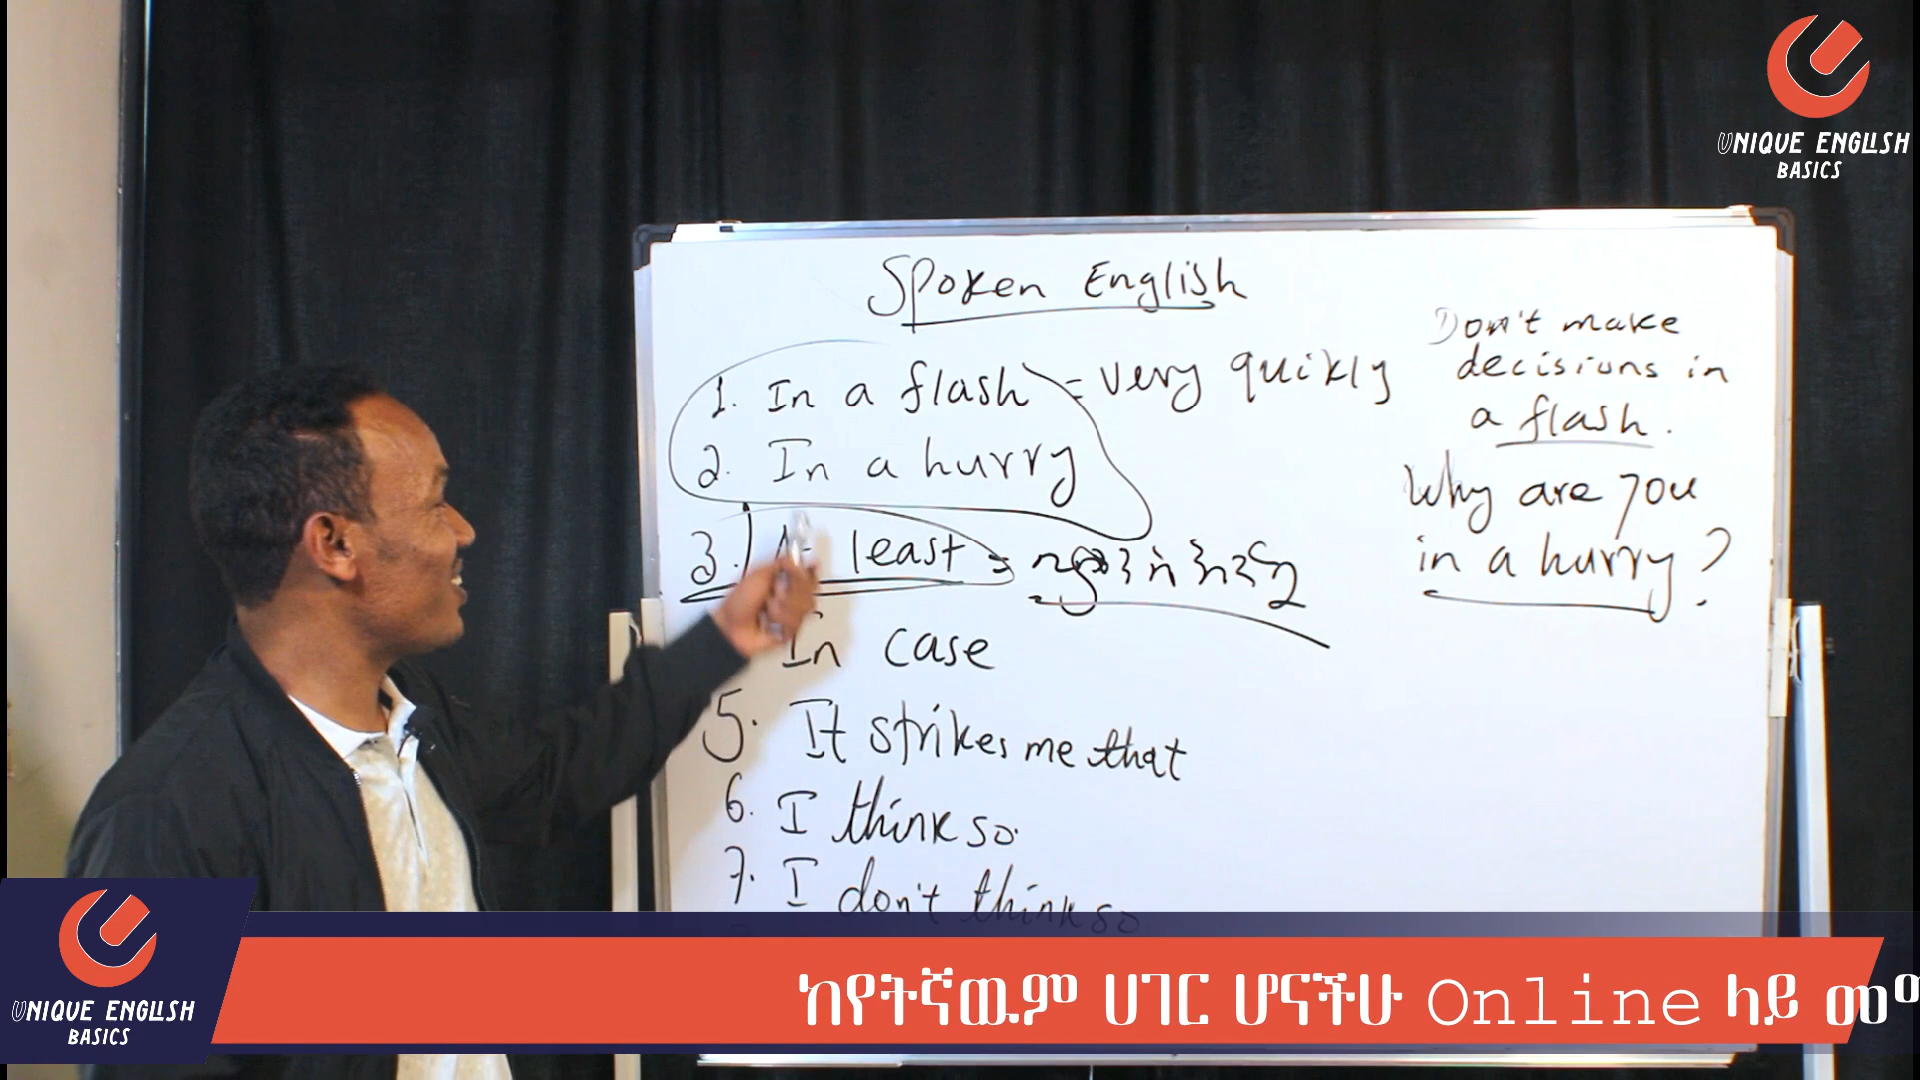 UNIQUE ENGLISH
BASICS
Spoken English
1. In a flash = very quickly
2. In a hurry
3. At least =
In case
5. It strikes me that
6. I think so.
7. I don't think so
Don't make
decisions in
a flash.
Why are you
in a hurry?
UNIQUE ENGLISH
BASICS
ከየትኛዉም ሀገር ሆናችሁ Online ላይ